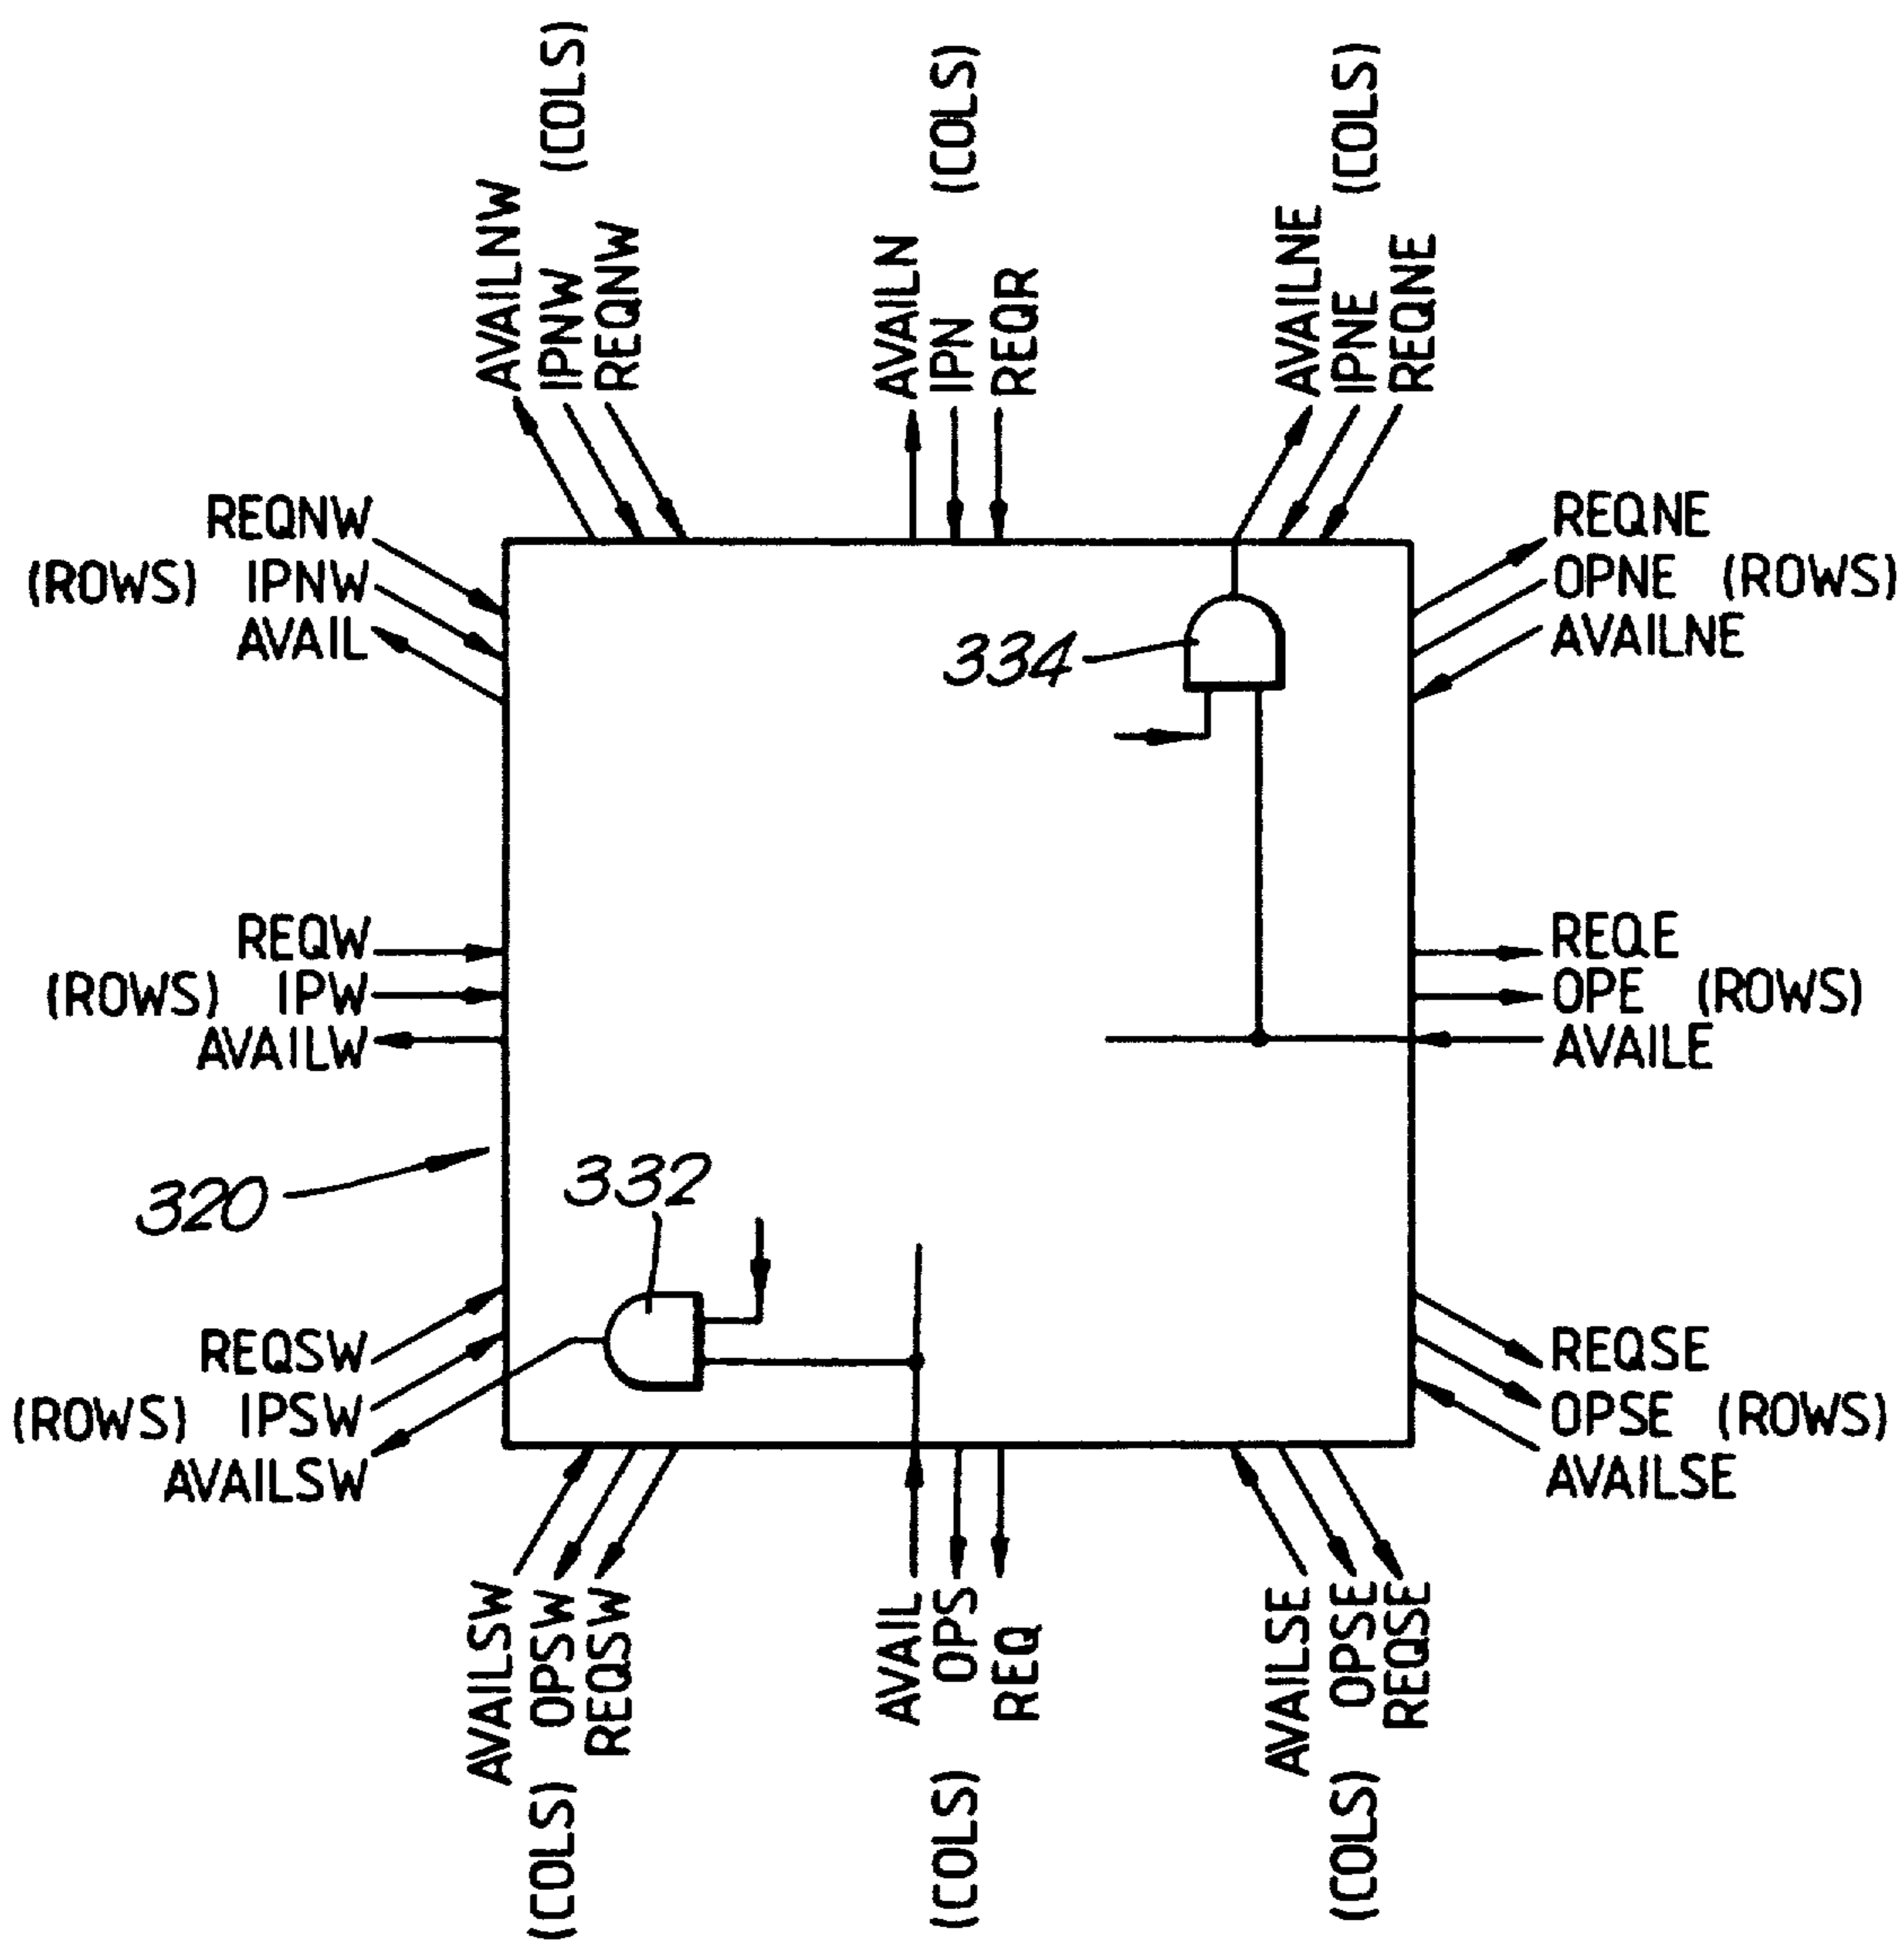 (COLS)
(COLS)
(COLS)
AVAILNW
IPNW
REQNW
AVAILN
IPN
REQR
AVAILNE
IPNE
REQNE
REQNW
(ROWS) IPNW
AVAIL
REQNE
OPNE (ROWS)
AVAILNE
334
REQW
(ROWS) IPW
AVAILW
REQE
OPE (ROWS)
AVAILE
320
332
REQSW
(ROWS) IPSW
AVAILSW
REQSE
OPSE (ROWS)
AVAILSE
AVAILSW
OPSW
REQSW
AVAIL
OPS
REQ
AVAILSE
OPSE
REQSE
(COLS)
(COLS)
(COLS)